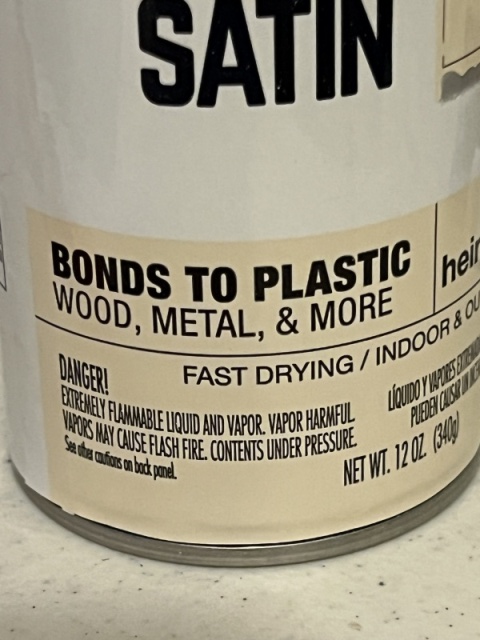 SATIN
BONDS TO PLASTIC
WOOD, METAL, & MORE
FAST DRYING / INDOOR &
DANGER!
EXTREMELY FLAMMABLE LIQUID AND VAPOR. VAPOR HARMFUL
VAPORS MAY CAUSE FLASH FIRE. CONTENTS UNDER PRESSURE.
See other cautions on back panel.
LÍQUIDO Y VAPORES
PUEDEN CAUSAR UN
NET WT. 12 OZ. (340g)